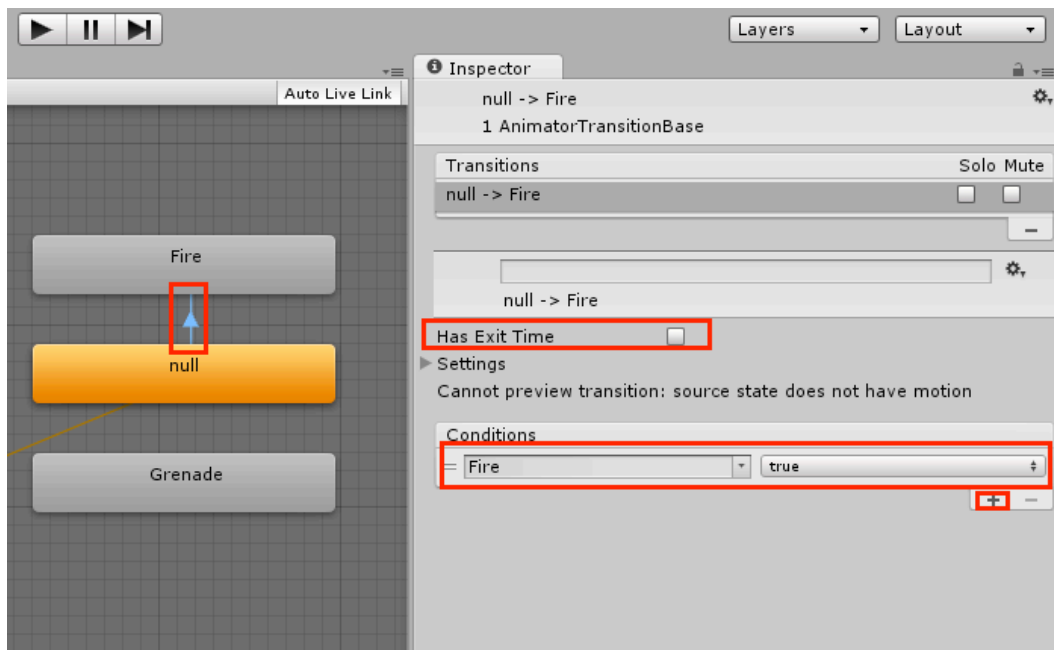 Layers
Layout
Inspector
Auto Live Link
null -> Fire
1 AnimatorTransitionBase
Transitions
Solo Mute
null -> Fire
null -> Fire
Has Exit Time
Settings
Cannot preview transition: source state does not have motion
Conditions
Fire
true
Fire
null
Grenade